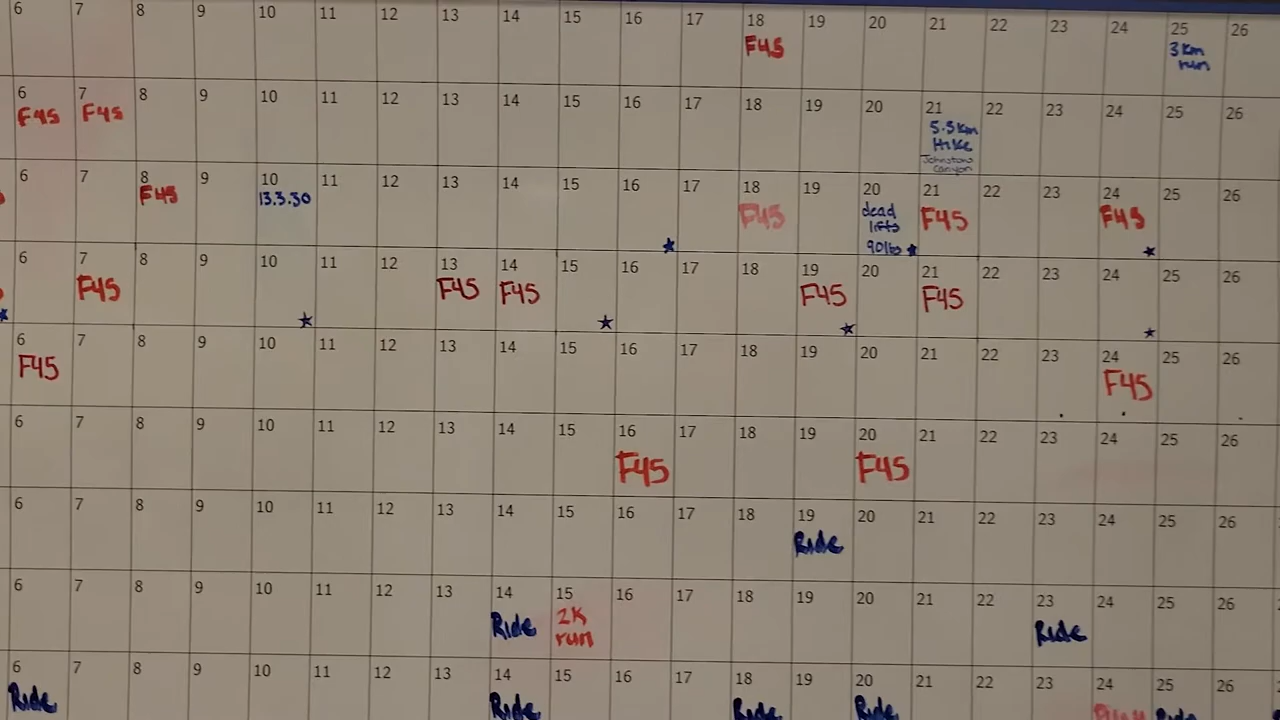 6 7 8 9 10 11 12 13 14 15 16 17 18 19 20 21 22 23 24 25 26
F45 3 km
run
6 7 8 9 10 11 12 13 14 15 16 17 18 19 20 21 22 23 24 25 26
F45 F45 5.5km
Hike
Johnstons
Canyon
6 7 8 9 10 11 12 13 14 15 16 17 18 19 20 21 22 23 24 25 26
F45 13.3.30 F45 dead F45 F45
lifts
90lbs
6 7 8 9 10 11 12 13 14 15 16 17 18 19 20 21 22 23 24 25 26
F45 F45 F45 F45 F45
6 7 8 9 10 11 12 13 14 15 16 17 18 19 20 21 22 23 24 25 26
F45 F45
6 7 8 9 10 11 12 13 14 15 16 17 18 19 20 21 22 23 24 25 26
F45 F45
6 7 8 9 10 11 12 13 14 15 16 17 18 19 20 21 22 23 24 25 26
Ride
6 7 8 9 10 11 12 13 14 15 16 17 18 19 20 21 22 23 24 25 26
Ride 2K Ride
run
6 7 8 9 10 11 12 13 14 15 16 17 18 19 20 21 22 23 24 25 26
Ride Ride Ride Ride Ride